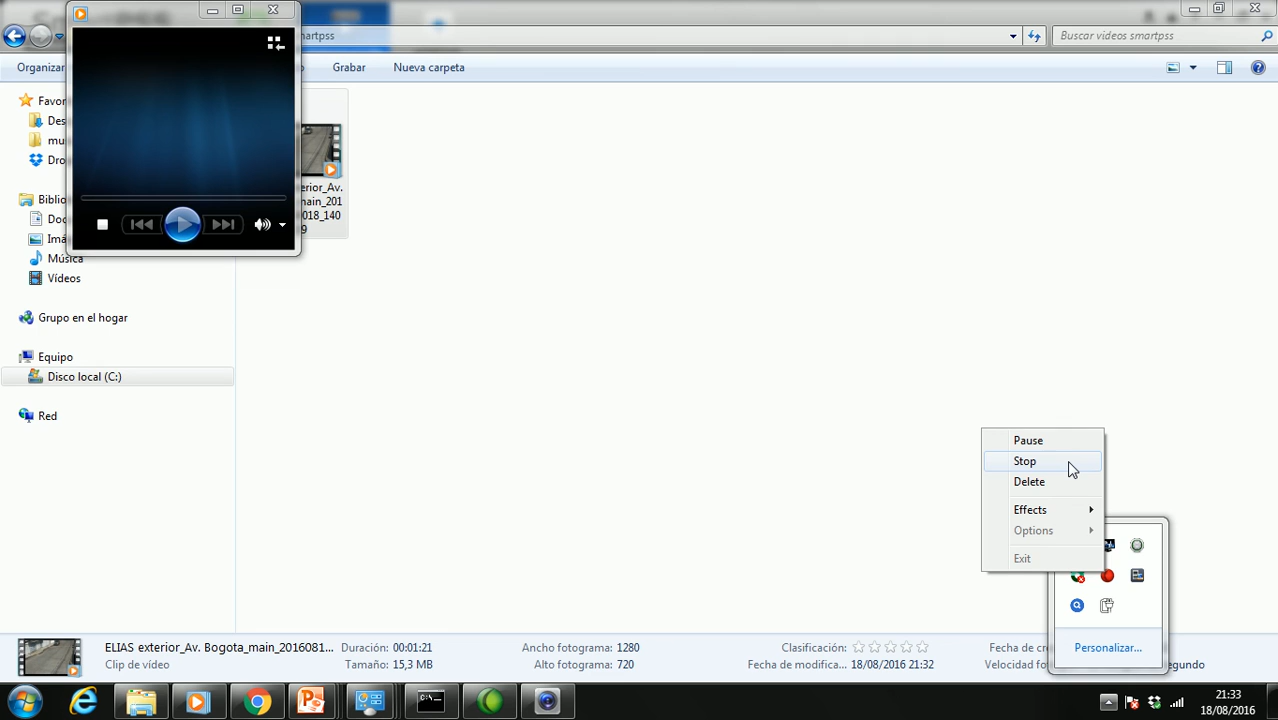 smartpss
Buscar videos smartpss
Organizar
Grabar
Nueva carpeta
Favor
Des
mu
Dro
Biblio
Doc
Imá
Música
Vídeos
Grupo en el hogar
Equipo
Disco local (C:)
Red
erior_Av.
main_201
018_140
9
Pause
Stop
Delete
Effects
Options
Exit
Personalizar...
ELIAS exterior_Av. Bogota_main_2016081...
Clip de vídeo
Duración: 00:01:21
Tamaño: 15,3 MB
Ancho fotograma: 1280
Alto fotograma: 720
Clasificación:
Fecha de modifica... 18/08/2016 21:32
Fecha de cre
Velocidad fo
egundo
21:33
18/08/2016